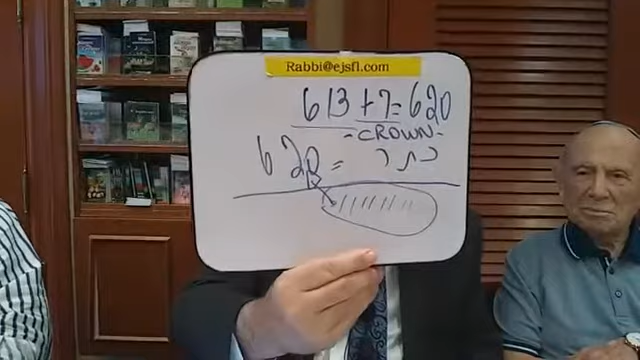 Rabbi@ejsfl.com
613 + 7 = 620
- CROWN -
620 = כתר